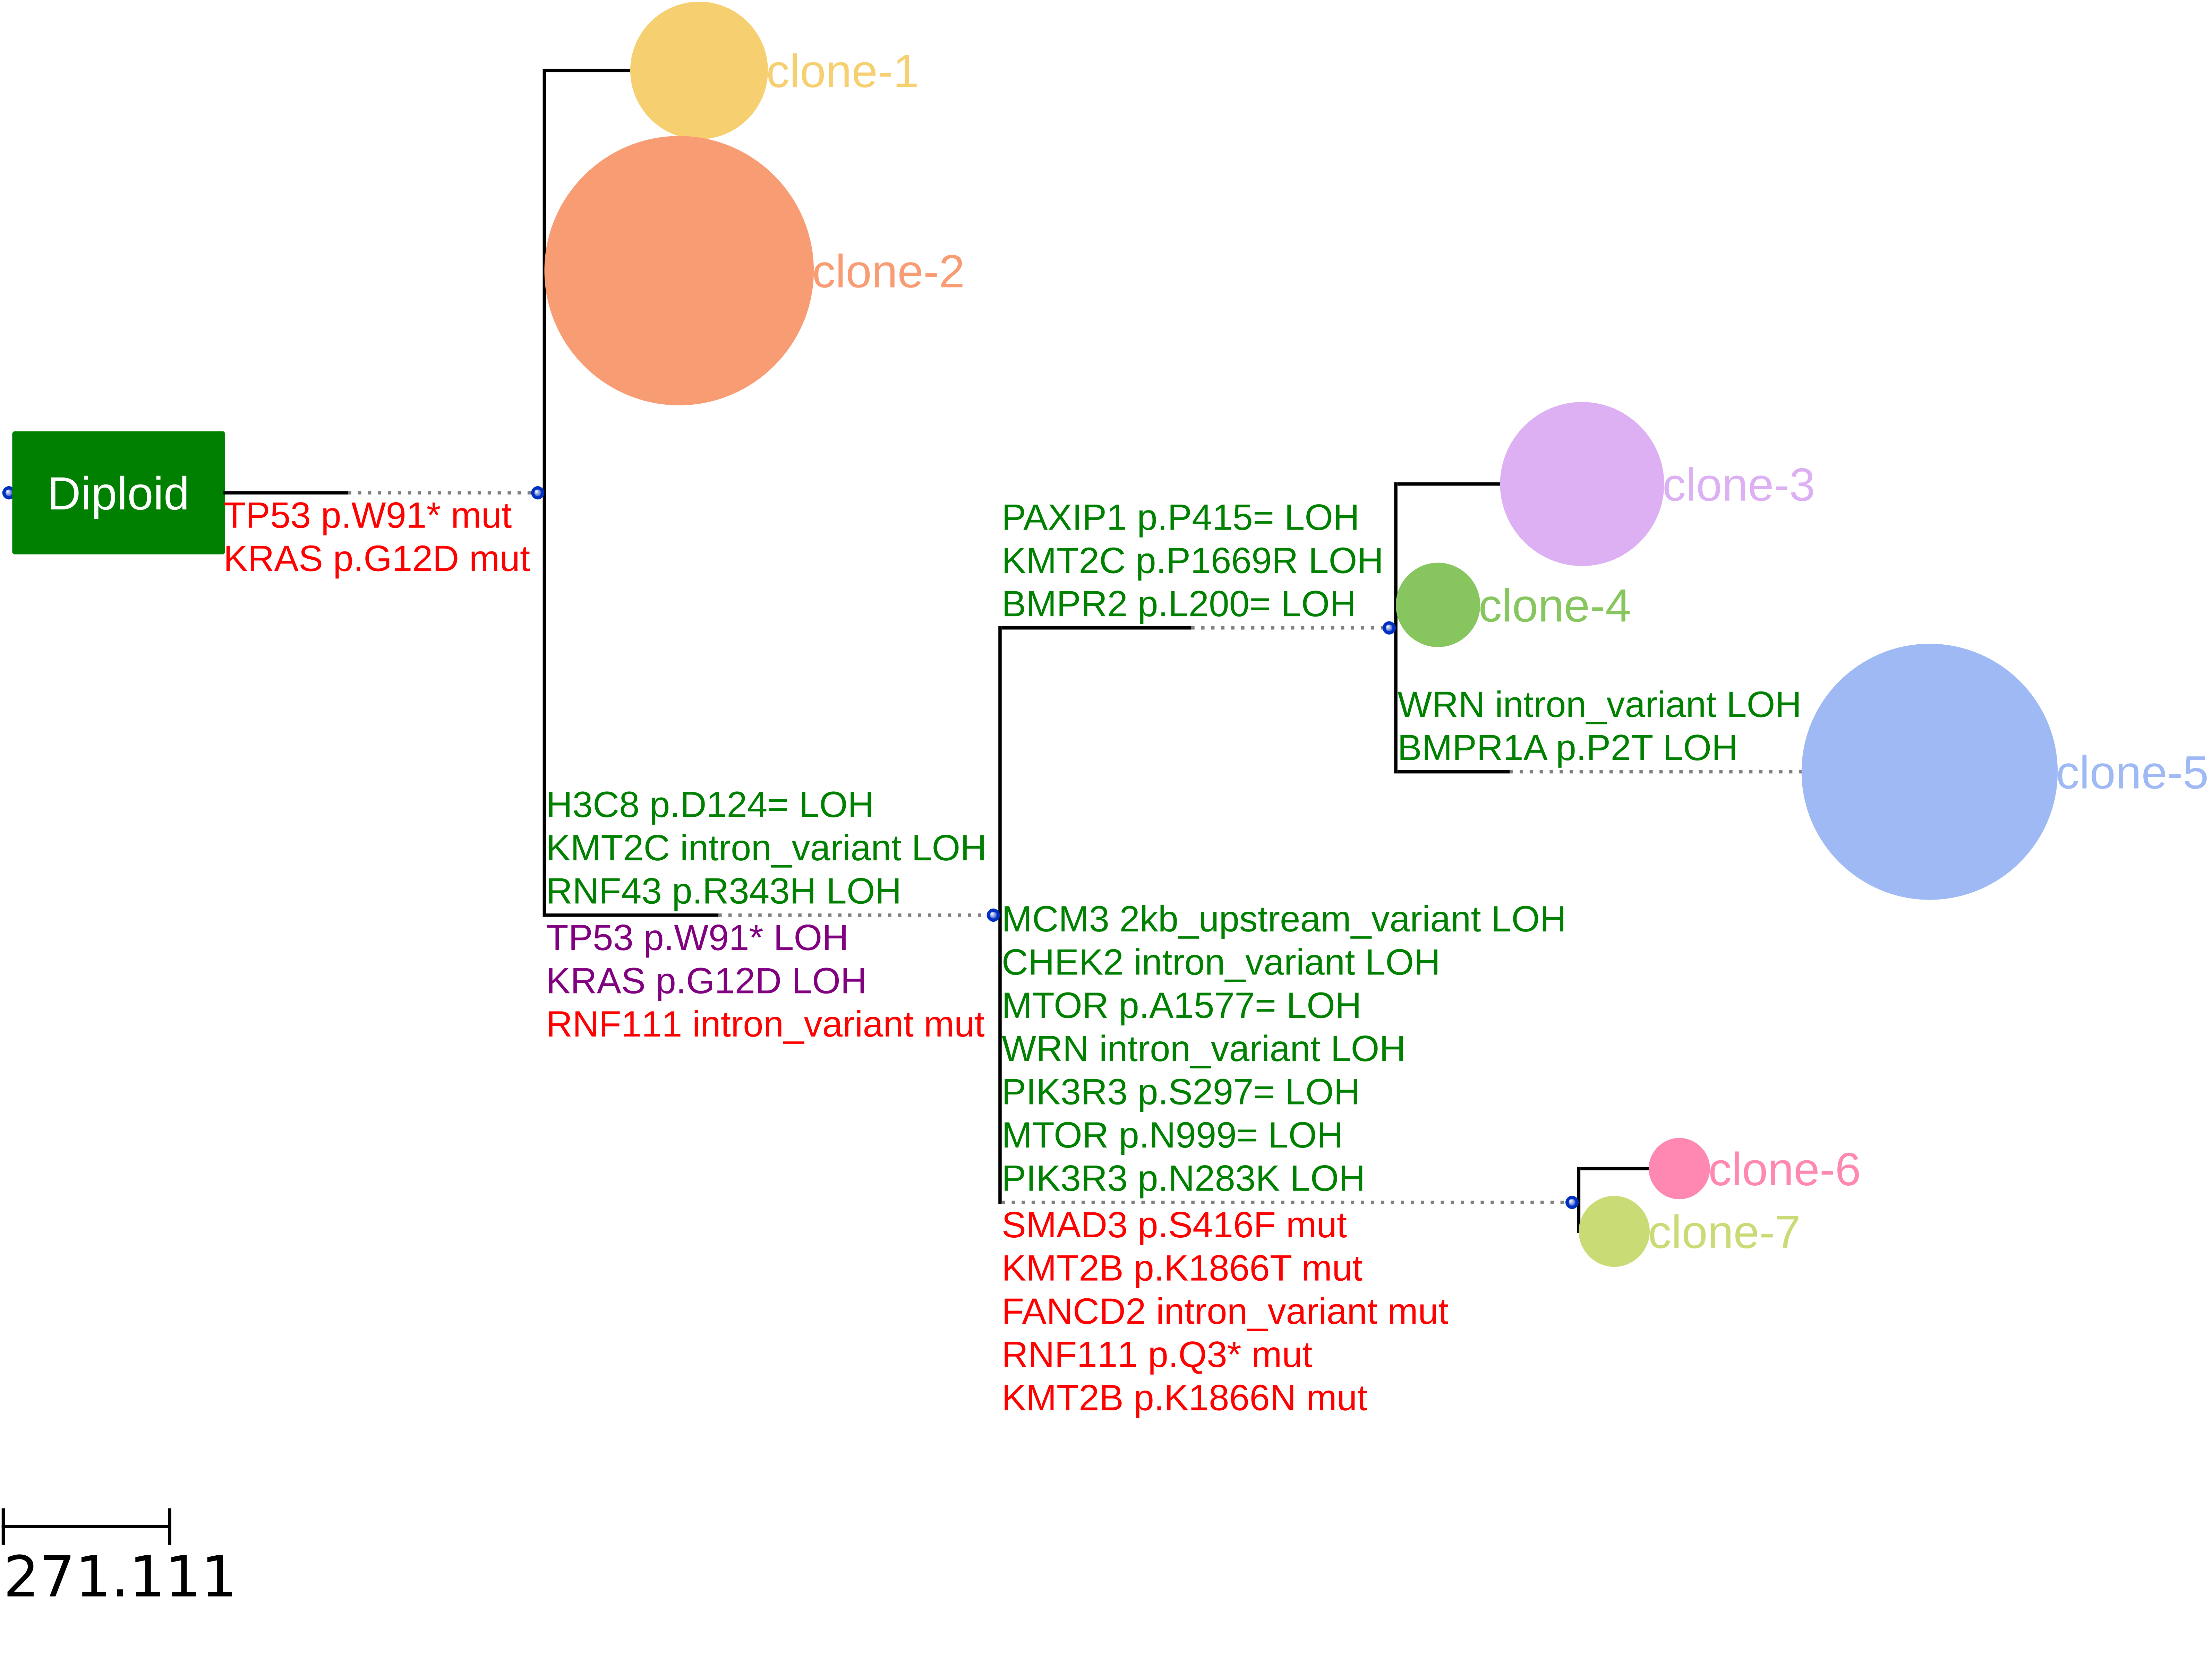 clone-1
clone-2
Diploid
TP53 p.W91* mut
KRAS p.G12D mut
clone-3
PAXIP1 p.P415= LOH
KMT2C p.P1669R LOH
BMPR2 p.L200= LOH
clone-4
WRN intron_variant LOH
BMPR1A p.P2T LOH
clone-5
H3C8 p.D124= LOH
KMT2C intron_variant LOH
RNF43 p.R343H LOH
TP53 p.W91* LOH
KRAS p.G12D LOH
RNF111 intron_variant mut
MCM3 2kb_upstream_variant LOH
CHEK2 intron_variant LOH
MTOR p.A1577= LOH
WRN intron_variant LOH
PIK3R3 p.S297= LOH
MTOR p.N999= LOH
PIK3R3 p.N283K LOH
clone-6
clone-7
SMAD3 p.S416F mut
KMT2B p.K1866T mut
FANCD2 intron_variant mut
RNF111 p.Q3* mut
KMT2B p.K1866N mut
271.111